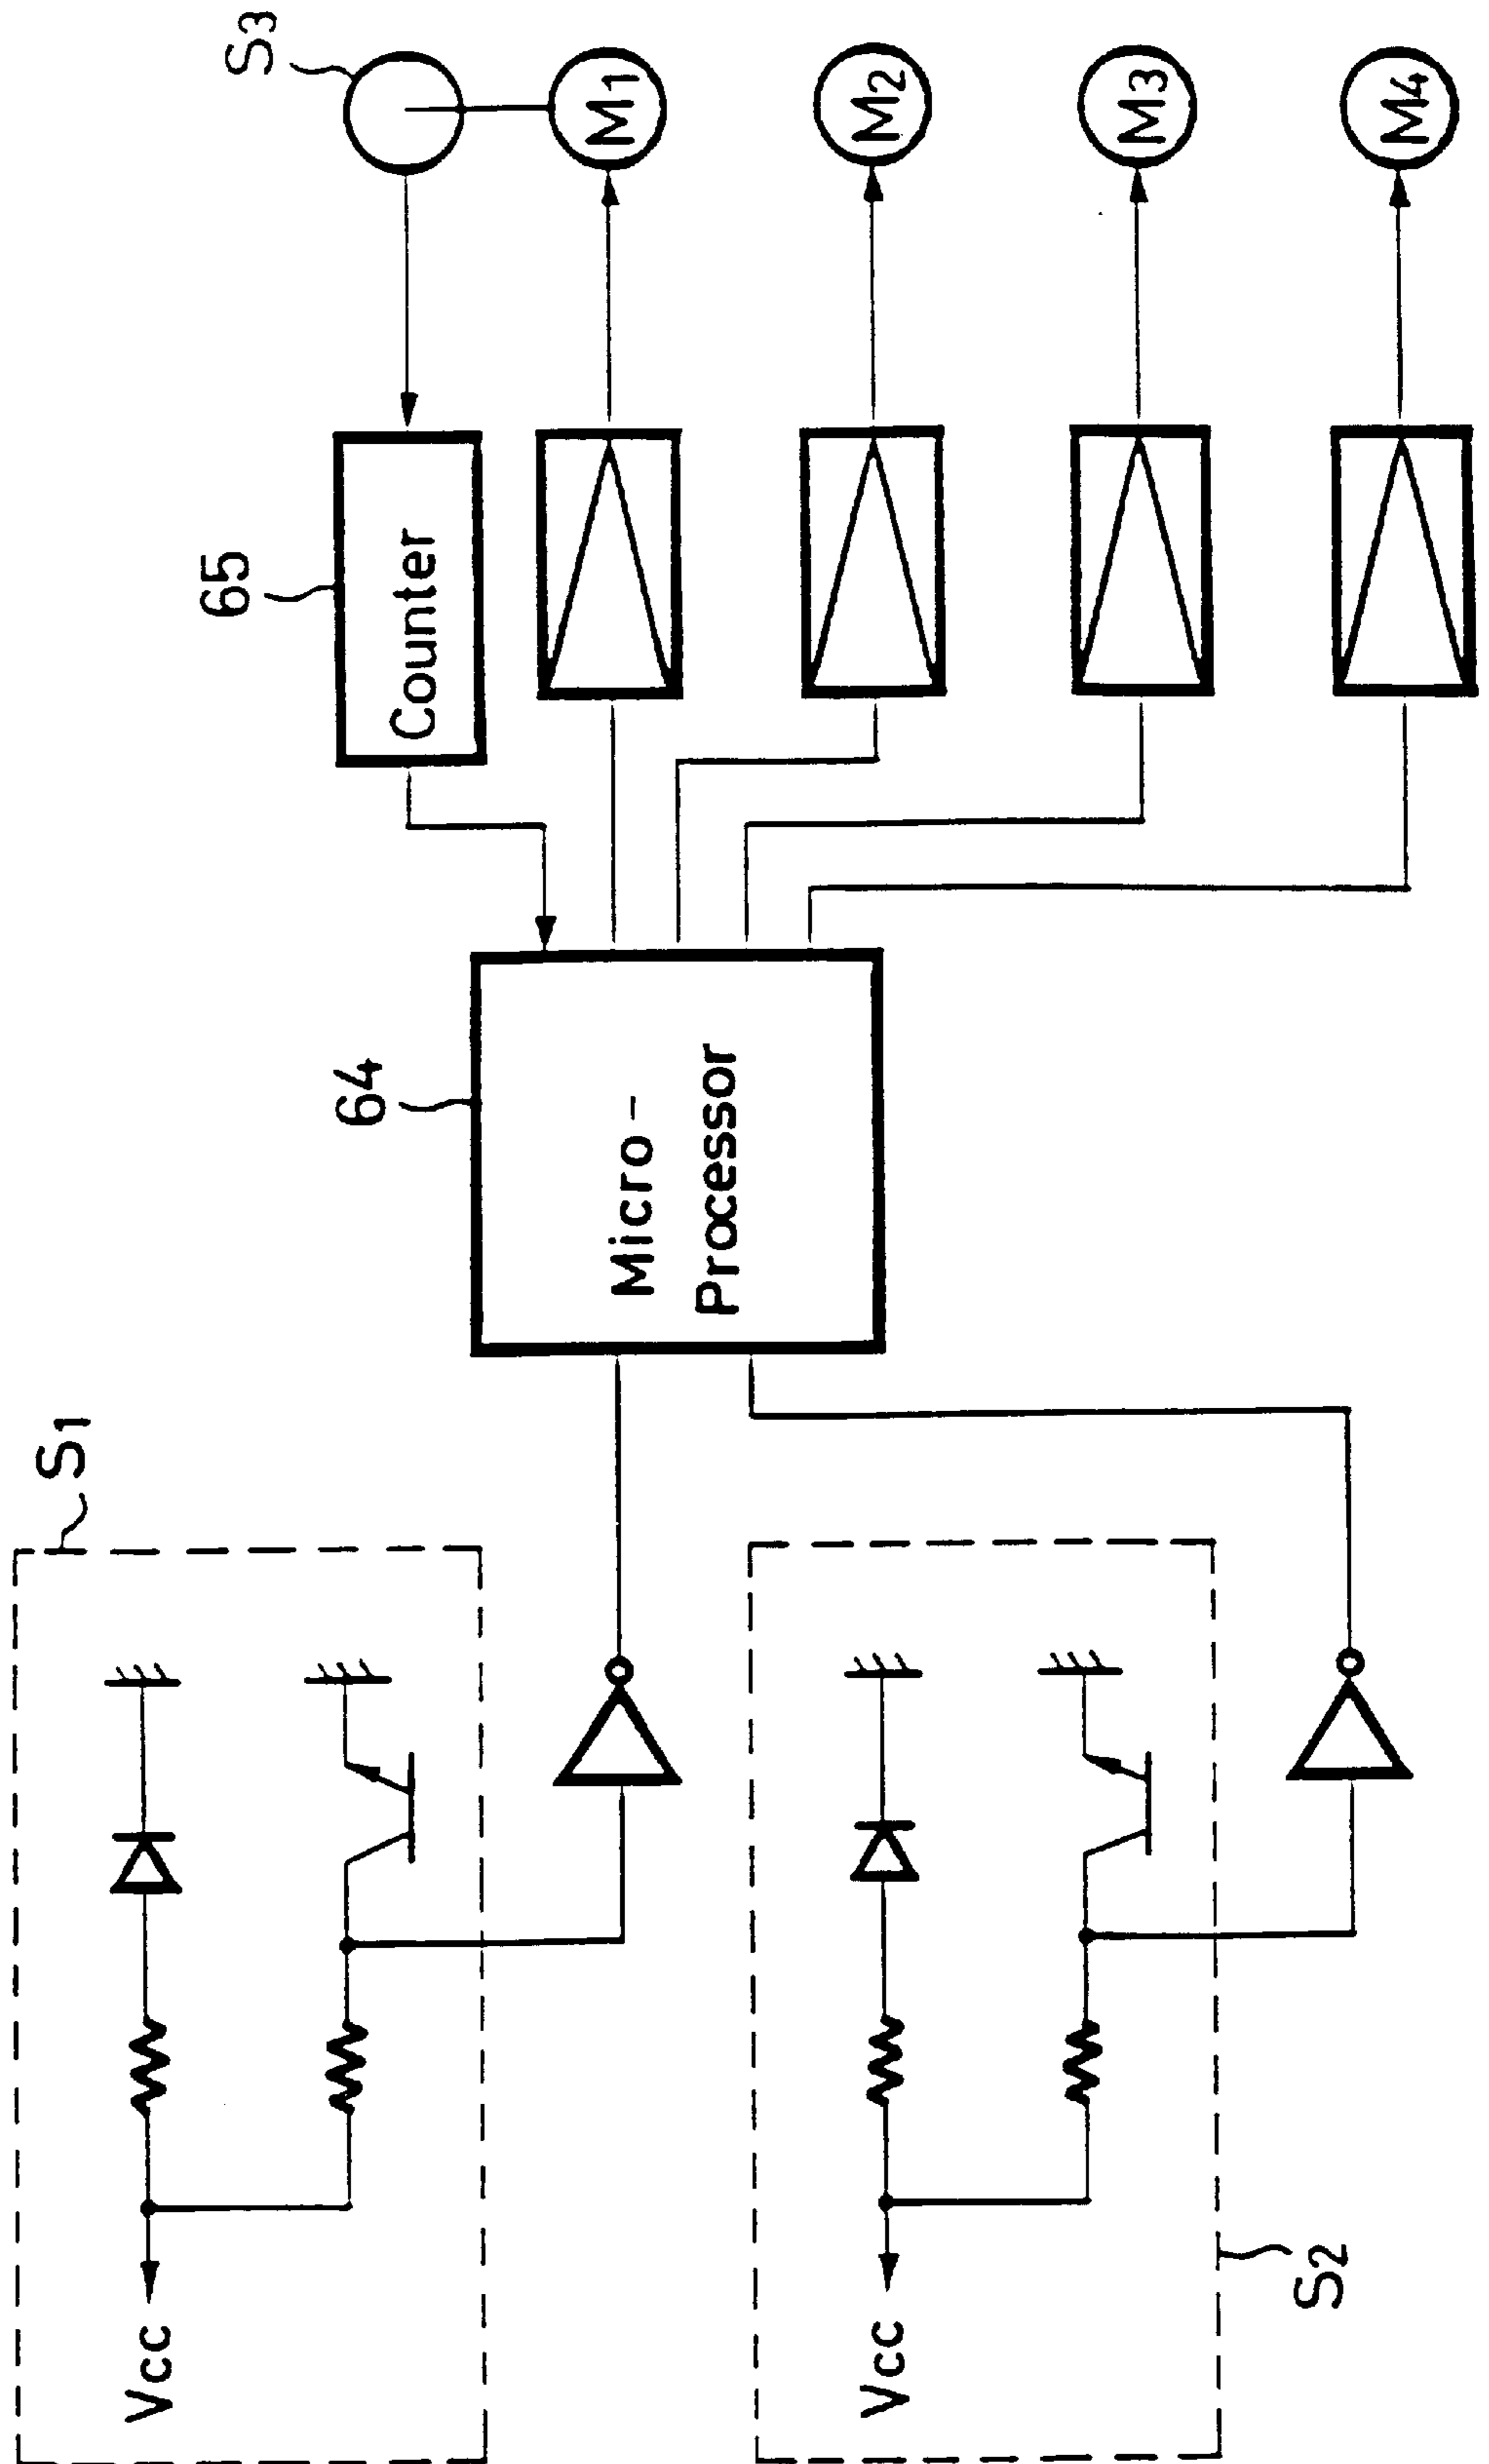 S1
Vcc
Vcc
S2
64
Micro-
Processor
65
Counter
S3
M1
M2
M3
M4